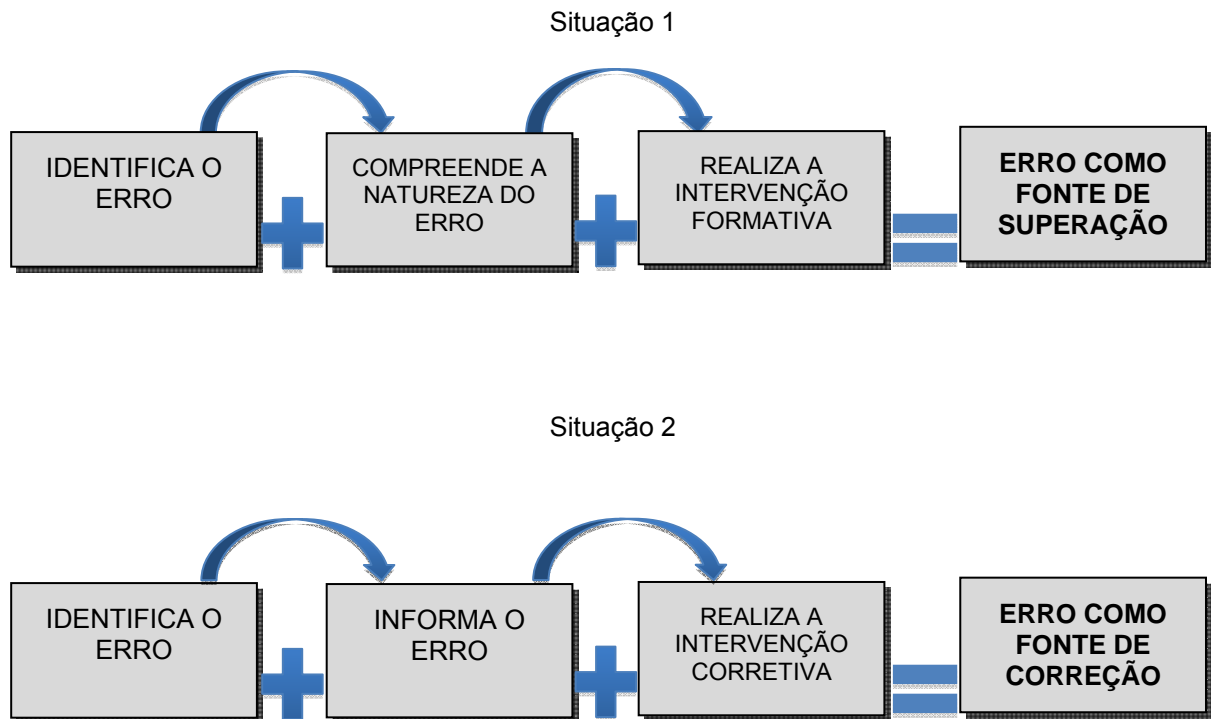 Situação 1
IDENTIFICA O
ERRO
COMPREENDE A
NATUREZA DO
ERRO
REALIZA A
INTERVENÇÃO
FORMATIVA
ERRO COMO
FONTE DE
SUPERAÇÃO
Situação 2
IDENTIFICA O
ERRO
INFORMA O
ERRO
REALIZA A
INTERVENÇÃO
CORRETIVA
ERRO COMO
FONTE DE
CORREÇÃO